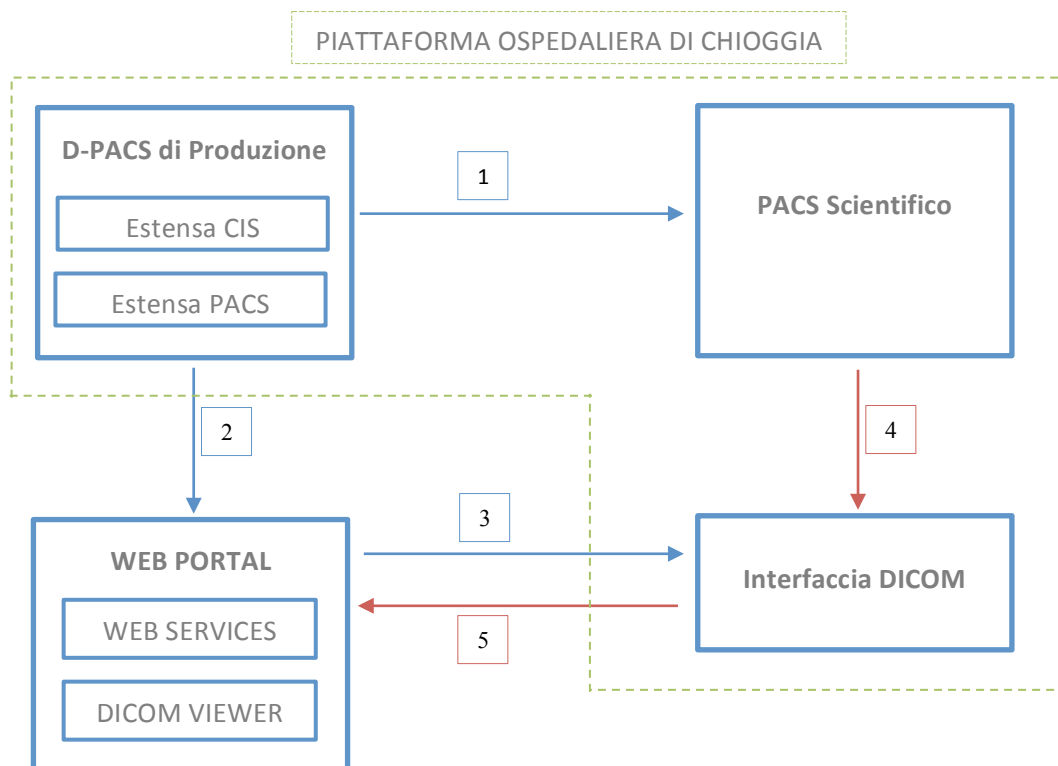 PIATTAFORMA OSPEDALIERA DI CHIOGGIA
D-PACS di Produzione
Estensa CIS
Estensa PACS
1
PACS Scientifico
2
4
WEB PORTAL
WEB SERVICES
DICOM VIEWER
3
5
Interfaccia DICOM